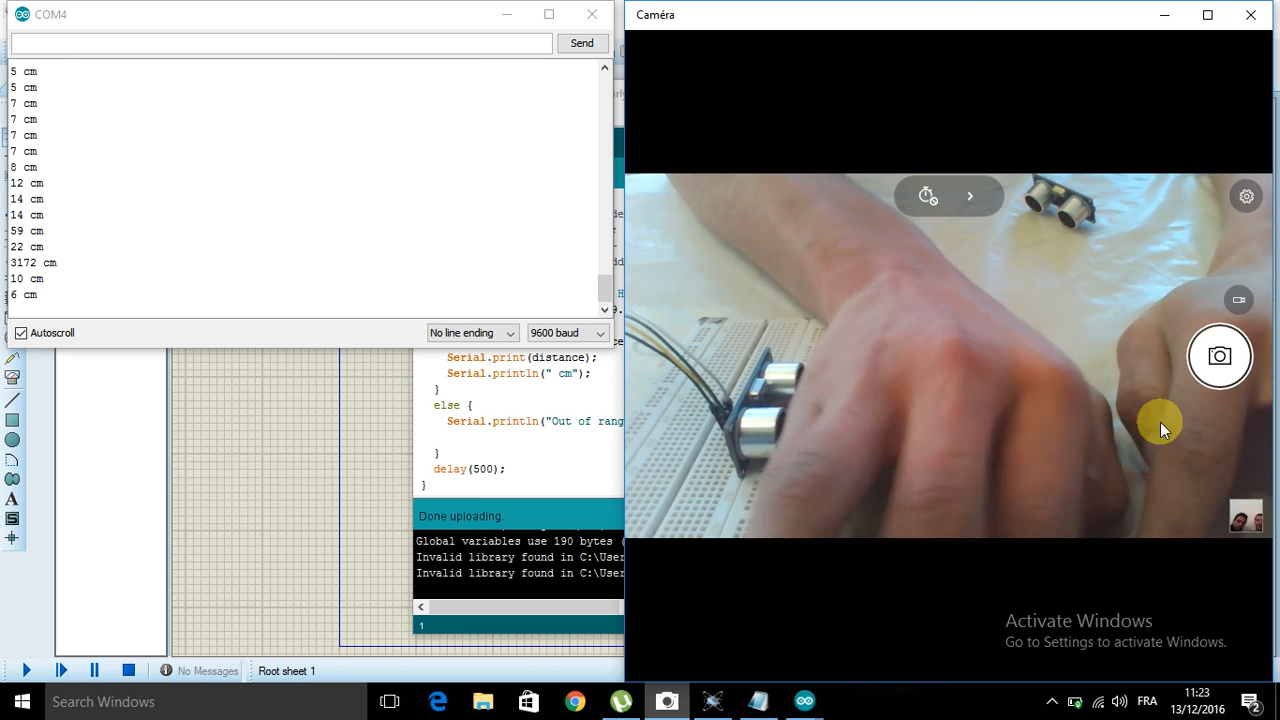 COM4
Send
5 cm
5 cm
7 cm
7 cm
7 cm
7 cm
8 cm
12 cm
14 cm
14 cm
59 cm
22 cm
3172 cm
10 cm
6 cm
Autoscroll
No line ending
9600 baud
Serial.print(distance);
Serial.println(" cm");
}
else {
Serial.println("Out of rang
}
delay(500);
}
Done uploading.
Global variables use 190 bytes (
Invalid library found in C:\User
Invalid library found in C:\User
1
No Messages
Root sheet 1
Caméra
Activate Windows
Go to Settings to activate Windows.
Search Windows
FRA
11:23
13/12/2016
2